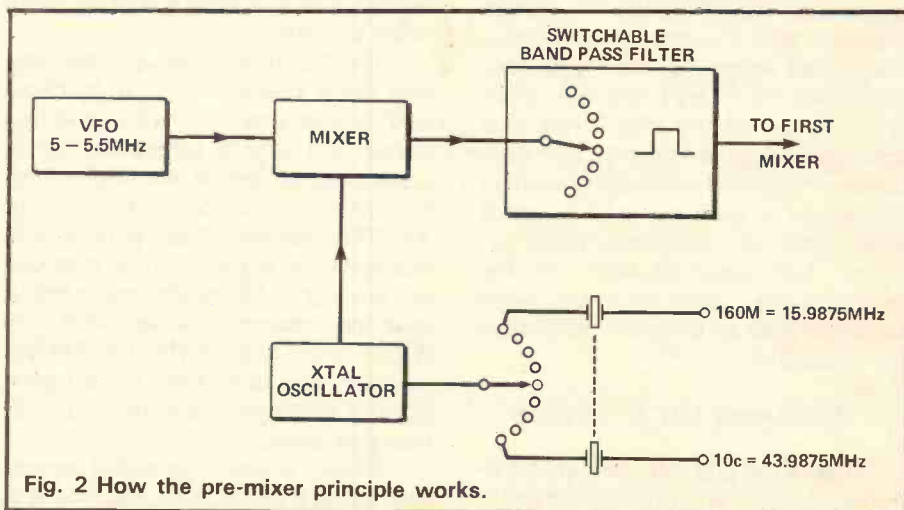 SWITCHABLE
BAND PASS FILTER
VFO
5 – 5.5MHz
MIXER
TO FIRST
MIXER
XTAL
OSCILLATOR
160M = 15.9875MHz
10c = 43.9875MHz
Fig. 2 How the pre-mixer principle works.